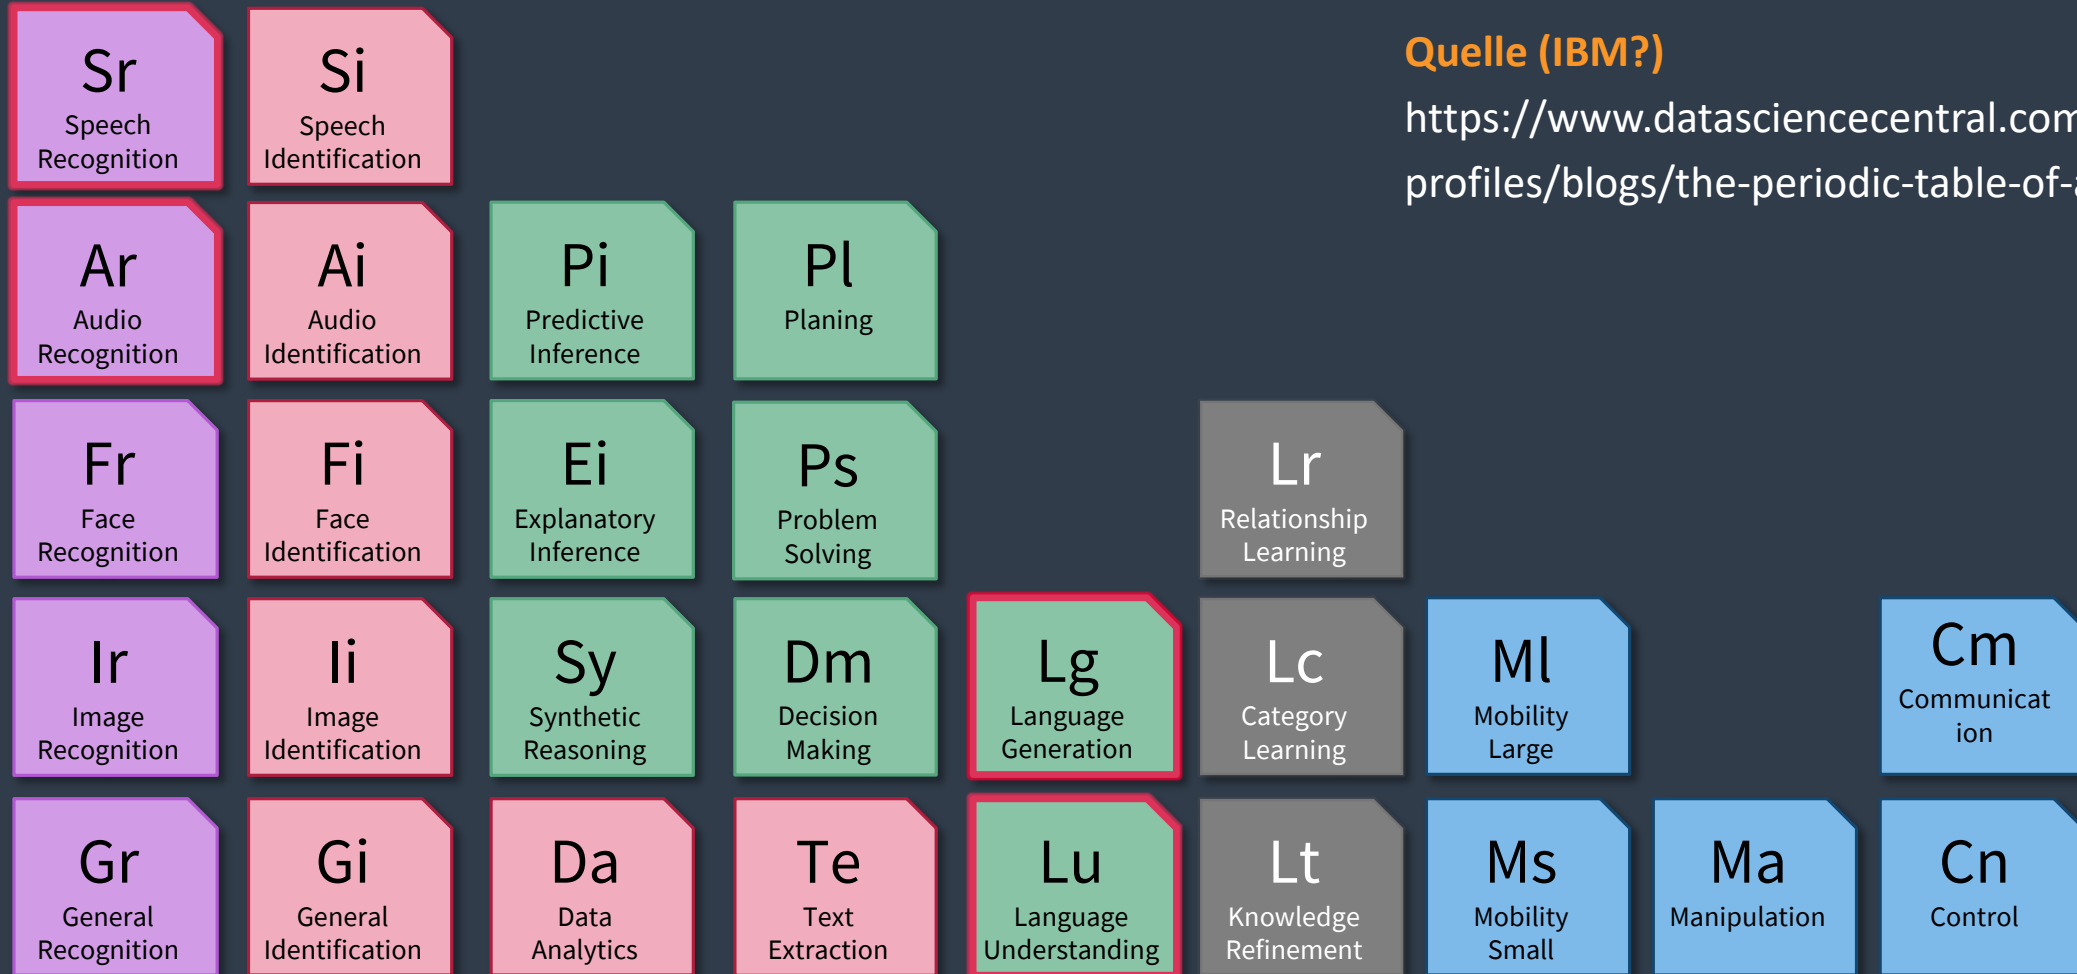 Sr
Speech
Recognition
Si
Speech
Identification
Quelle (IBM?)
https://www.datasciencecentral.com
profiles/blogs/the-periodic-table-of-a
Ar
Audio
Recognition
Ai
Audio
Identification
Pi
Predictive
Inference
Pl
Planing
Fr
Face
Recognition
Fi
Face
Identification
Ei
Explanatory
Inference
Ps
Problem
Solving
Lr
Relationship
Learning
Ir
Image
Recognition
Ii
Image
Identification
Sy
Synthetic
Reasoning
Dm
Decision
Making
Lg
Language
Generation
Lc
Category
Learning
Ml
Mobility
Large
Cm
Communicat
ion
Gr
General
Recognition
Gi
General
Identification
Da
Data
Analytics
Te
Text
Extraction
Lu
Language
Understanding
Lt
Knowledge
Refinement
Ms
Mobility
Small
Ma
Manipulation
Cn
Control